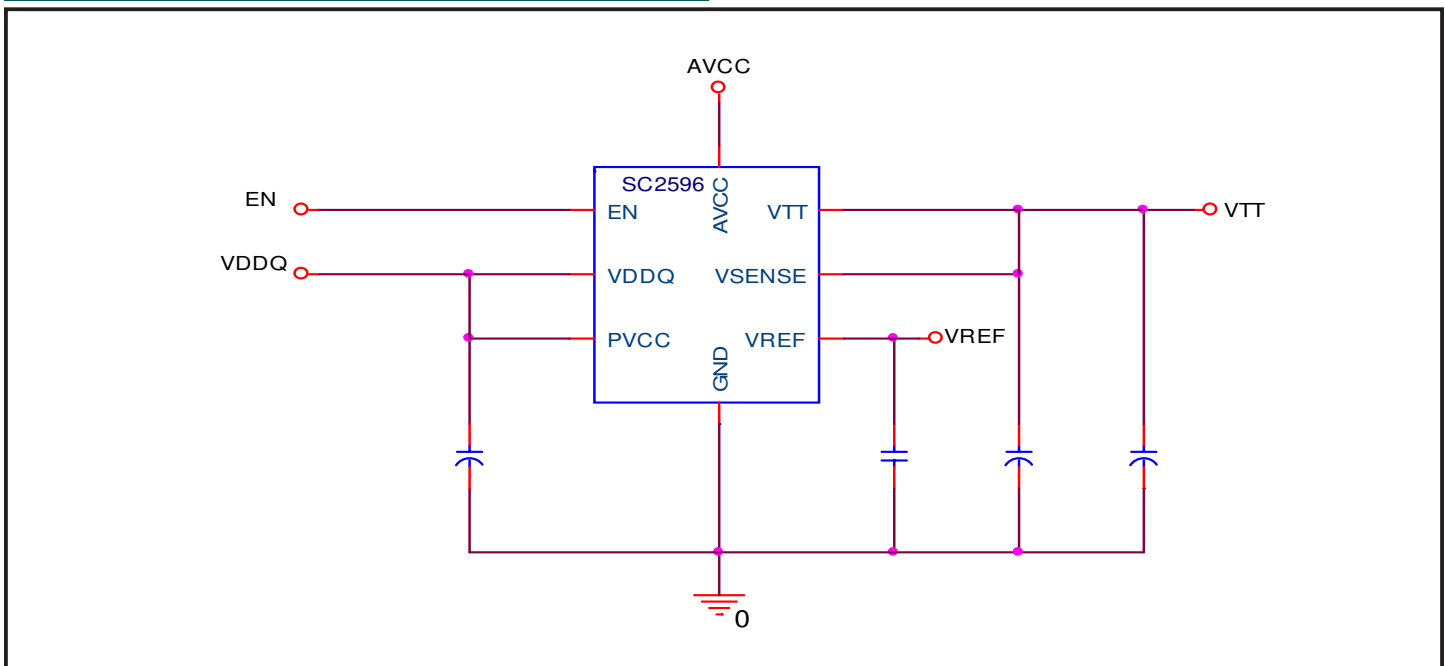 AVCC
SC2596
EN
EN
AVCC
VTT
VTT
VDDQ
VDDQ
VSENSE
PVCC
VREF
VREF
GND
0